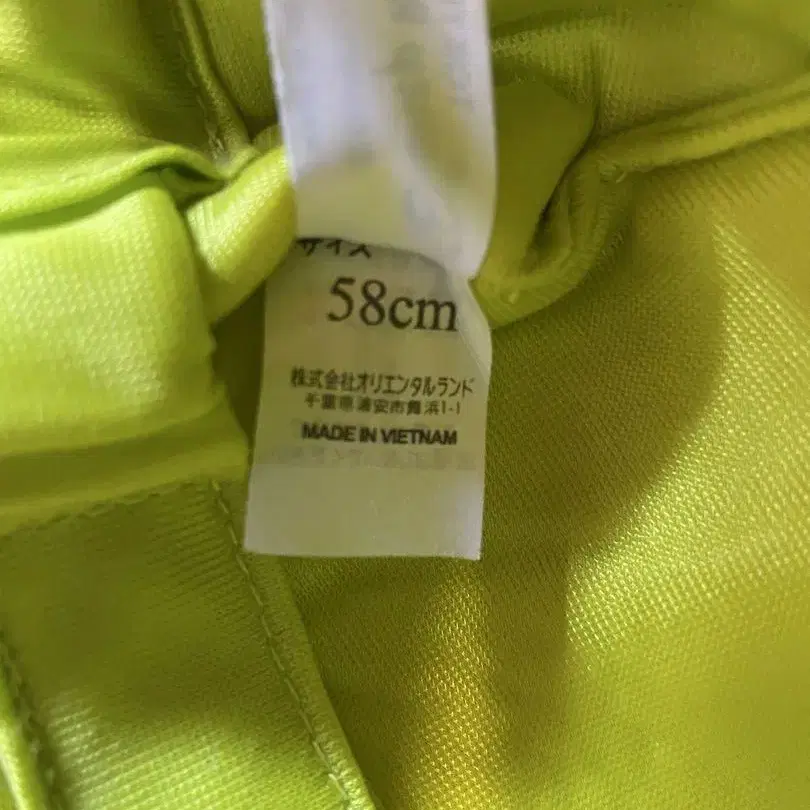 サイズ
58cm
株式会社オリエンタルランド
千葉県浦安市舞浜1-1
MADE IN VIETNAM